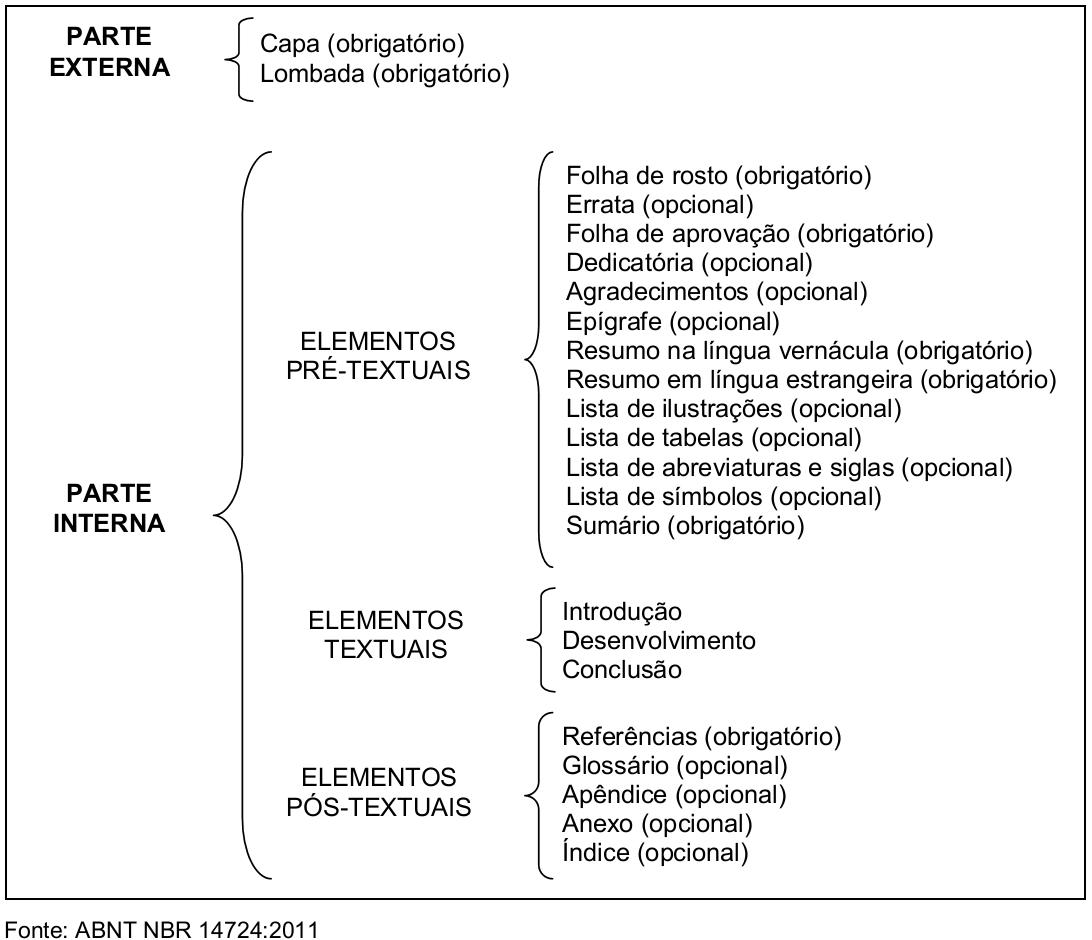 PARTE
EXTERNA
Capa (obrigatório)
Lombada (obrigatório)
PARTE
INTERNA
ELEMENTOS
PRÉ-TEXTUAIS
Folha de rosto (obrigatório)
Errata (opcional)
Folha de aprovação (obrigatório)
Dedicatória (opcional)
Agradecimentos (opcional)
Epígrafe (opcional)
Resumo na língua vernácula (obrigatório)
Resumo em língua estrangeira (obrigatório)
Lista de ilustrações (opcional)
Lista de tabelas (opcional)
Lista de abreviaturas e siglas (opcional)
Lista de símbolos (opcional)
Sumário (obrigatório)
ELEMENTOS
TEXTUAIS
Introdução
Desenvolvimento
Conclusão
ELEMENTOS
PÓS-TEXTUAIS
Referências (obrigatório)
Glossário (opcional)
Apêndice (opcional)
Anexo (opcional)
Índice (opcional)
Fonte: ABNT NBR 14724:2011